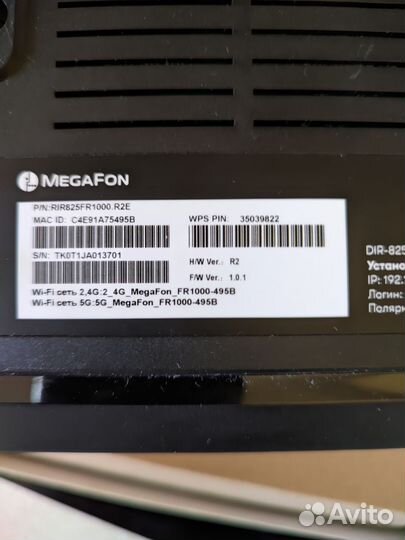 MEGAFON
P/N:RIR825FR1000.R2E
MAC ID: C4E91A75495B WPS PIN: 35039822
S/N: TK0T1JA013701
H/W Ver.: R2
F/W Ver.: 1.0.1
Wi-Fi сеть 2,4G:2_4G_MegaFon_FR1000-495B
Wi-Fi сеть 5G:5G_MegaFon_FR1000-495B
DIR-825
Устано
IP: 192.
Логин:
Полярн
Avito